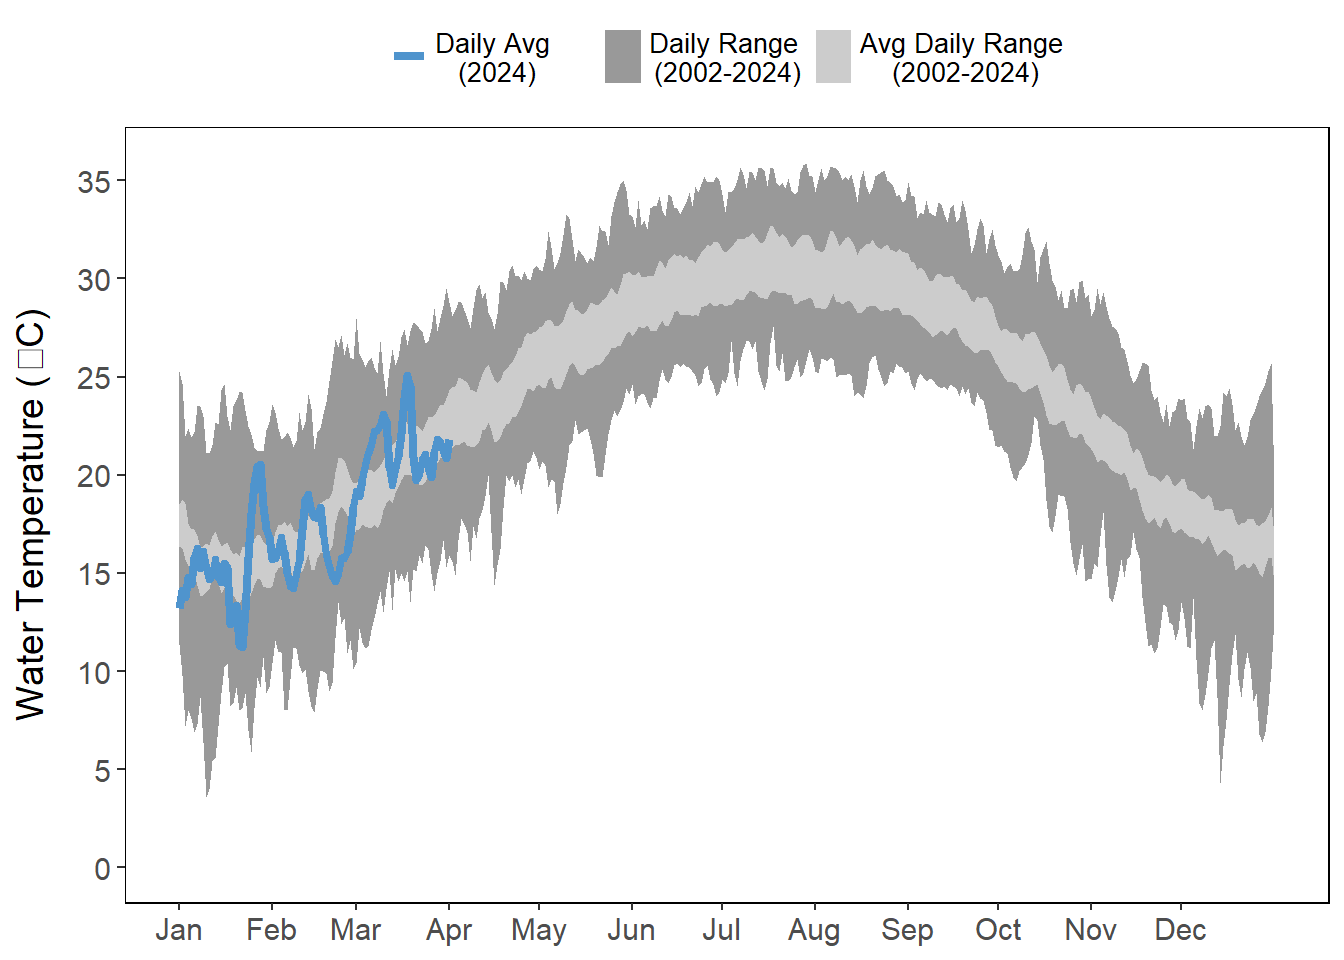 Daily Avg
(2024)
Daily Range
(2002-2024)
Avg Daily Range
(2002-2024)
Water Temperature (□C)
35
30
25
20
15
10
5
0
Jan Feb Mar Apr May Jun Jul Aug Sep Oct Nov Dec